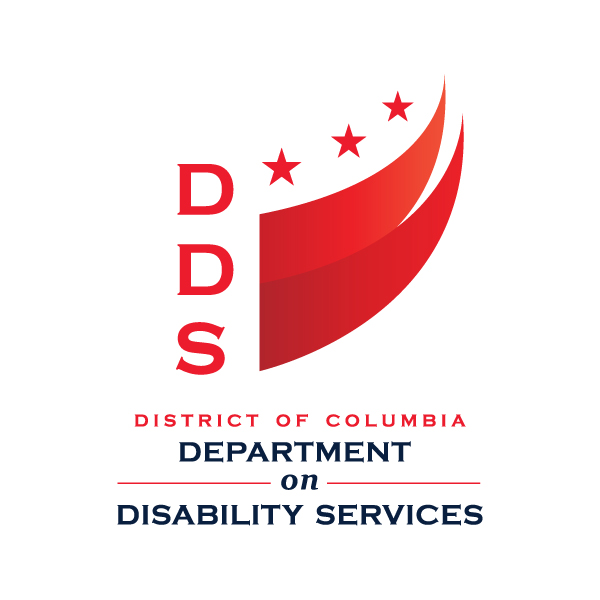 D
D
S
DISTRICT OF COLUMBIA
DEPARTMENT
on
DISABILITY SERVICES